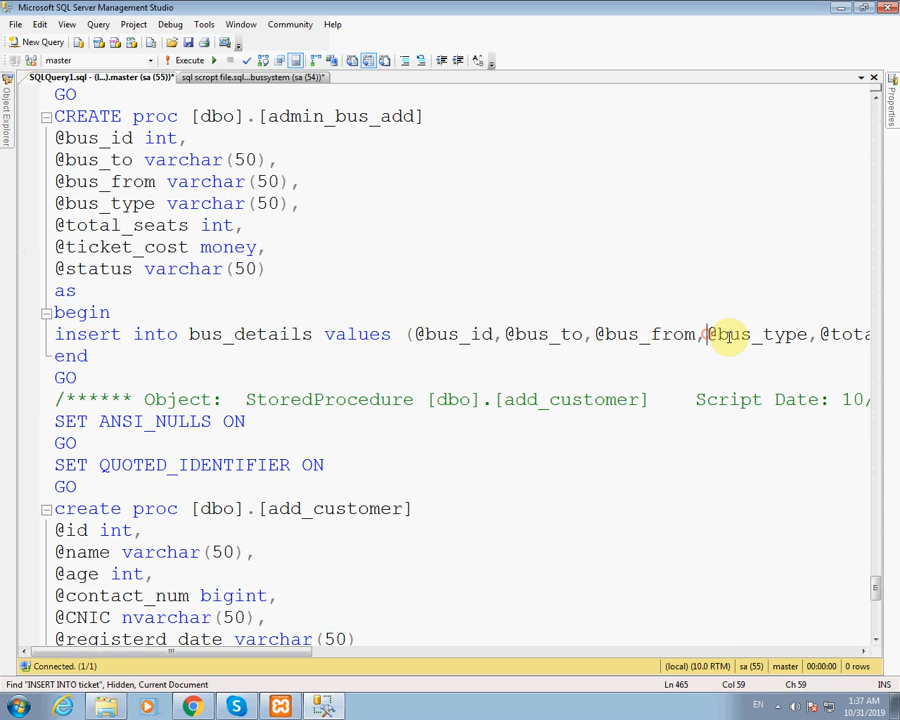 Microsoft SQL Server Management Studio
File Edit View Query Project Debug Tools Window Community Help
New Query
master Execute
SQLQuery1.sql - (l...).master (sa (55))* sql scropt file.sql...bussystem (sa (54))*
Object Explorer
Properties
GO
CREATE proc [dbo].[admin_bus_add]
@bus_id int,
@bus_to varchar(50),
@bus_from varchar(50),
@bus_type varchar(50),
@total_seats int,
@ticket_cost money,
@status varchar(50)
as
begin
insert into bus_details values (@bus_id,@bus_to,@bus_from,@bus_type,@tota
end
GO
/****** Object: StoredProcedure [dbo].[add_customer] Script Date: 10/
SET ANSI_NULLS ON
GO
SET QUOTED_IDENTIFIER ON
GO
create proc [dbo].[add_customer]
@id int,
@name varchar(50),
@age int,
@contact_num bigint,
@CNIC nvarchar(50),
@registerd_date varchar(50)
Connected. (1/1) (local) (10.0 RTM) sa (55) master 00:00:00 0 rows
Find "INSERT INTO ticket", Hidden, Current Document Ln 465 Col 59 Ch 59 INS
EN 1:37 AM
10/31/2019